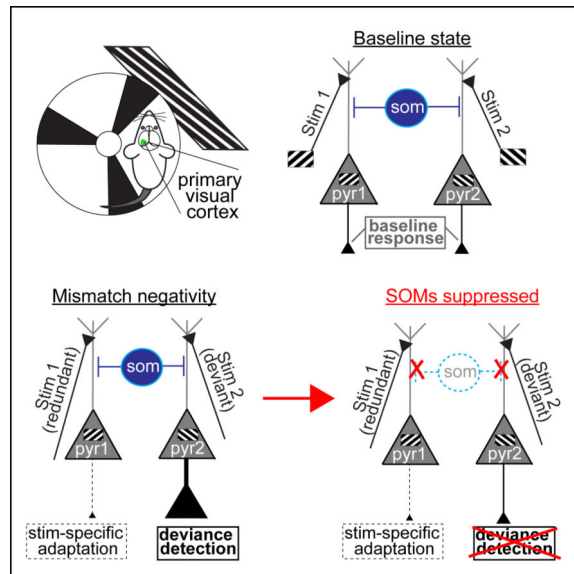 primary
visual
cortex
Baseline state
Stim 1
som
Stim 2
pyr1
pyr2
baseline
response
Mismatch negativity
Stim 1
(redundant)
som
Stim 2
(deviant)
pyr1
pyr2
stim-specific
adaptation
deviance
detection
SOMs suppressed
Stim 1
(redundant)
som
Stim 2
(deviant)
pyr1
pyr2
stim-specific
adaptation
deviance
detection